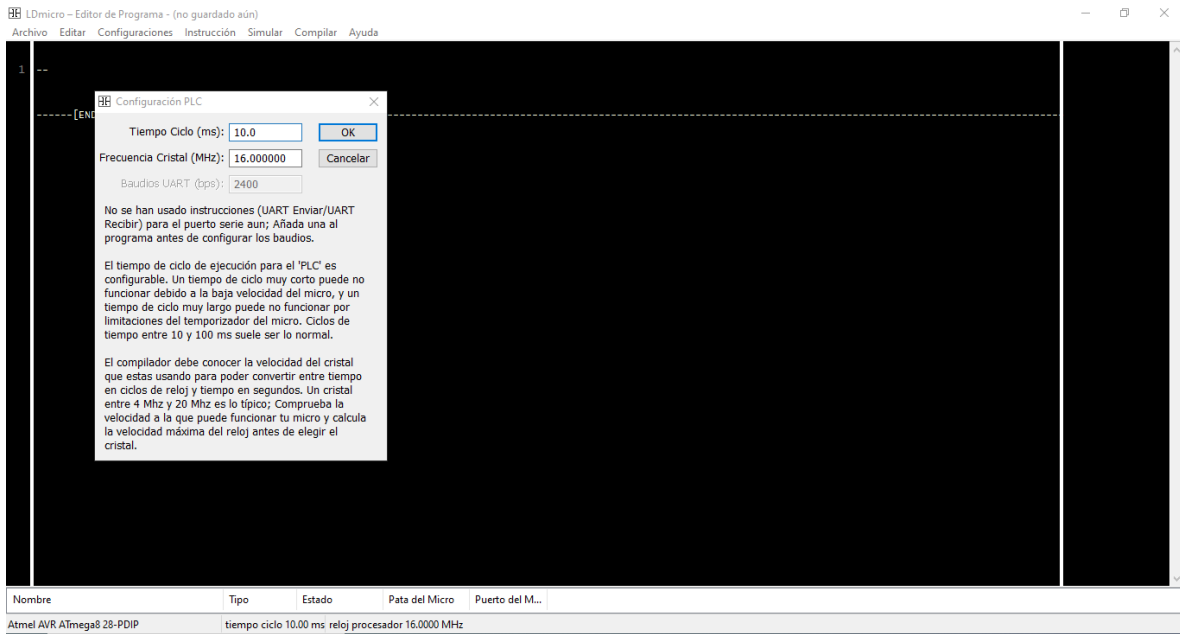 LDmicro – Editor de Programa - (no guardado aún)
Archivo Editar Configuraciones Instrucción Simular Compilar Ayuda
1 --
------[END
Configuración PLC
Tiempo Ciclo (ms): 10.0 OK
Frecuencia Cristal (MHz): 16.000000 Cancelar
Baudios UART (bps): 2400
No se han usado instrucciones (UART Enviar/UART
Recibir) para el puerto serie aun; Añada una al
programa antes de configurar los baudios.
El tiempo de ciclo de ejecución para el 'PLC' es
configurable. Un tiempo de ciclo muy corto puede no
funcionar debido a la baja velocidad del micro, y un
tiempo de ciclo muy largo puede no funcionar por
limitaciones del temporizador del micro. Ciclos de
tiempo entre 10 y 100 ms suele ser lo normal.
El compilador debe conocer la velocidad del cristal
que estas usando para poder convertir entre tiempo
en ciclos de reloj y tiempo en segundos. Un cristal
entre 4 Mhz y 20 Mhz es lo típico; Comprueba la
velocidad a la que puede funcionar tu micro y calcula
la velocidad máxima del reloj antes de elegir el
cristal.
Nombre Tipo Estado Pata del Micro Puerto del M...
Atmel AVR ATmega8 28-PDIP tiempo ciclo 10.00 ms reloj procesador 16.0000 MHz